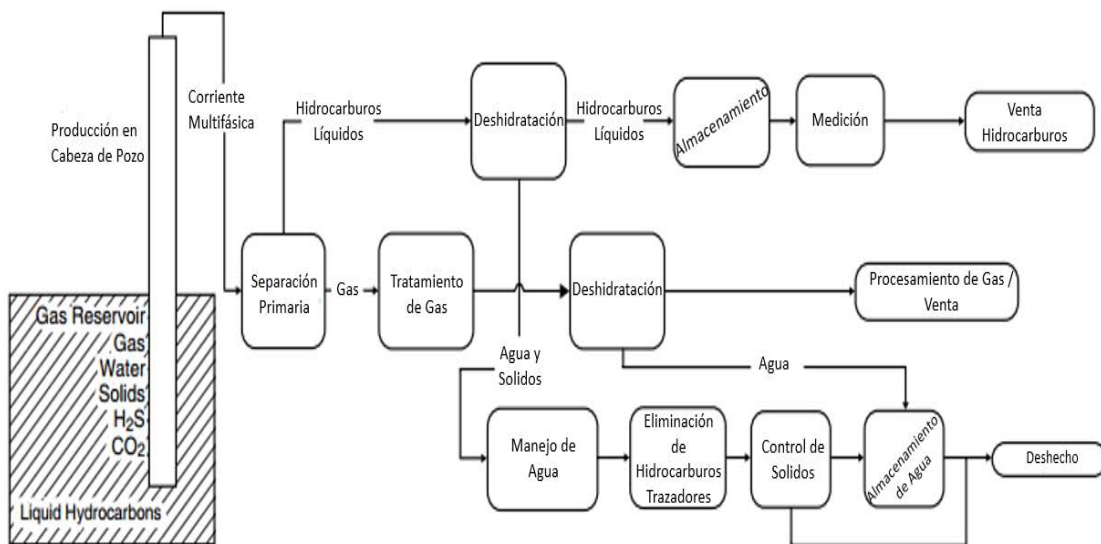 Producción en
Cabeza de Pozo
Corriente
Multifásica
Hidrocarburos
Líquidos
Deshidratación
Hidrocarburos
Líquidos
Almacenamiento
Medición
Venta
Hidrocarburos
Separación
Primaria
Gas
Tratamiento
de Gas
Deshidratación
Procesamiento de Gas /
Venta
Gas Reservoir
Gas
Water
Solids
H₂S
CO₂
Liquid Hydrocarbons
Agua y
Solidos
Agua
Manejo de
Agua
Eliminación
de
Hidrocarburos
Trazadores
Control de
Solidos
Almacenamiento
de Agua
Deshecho